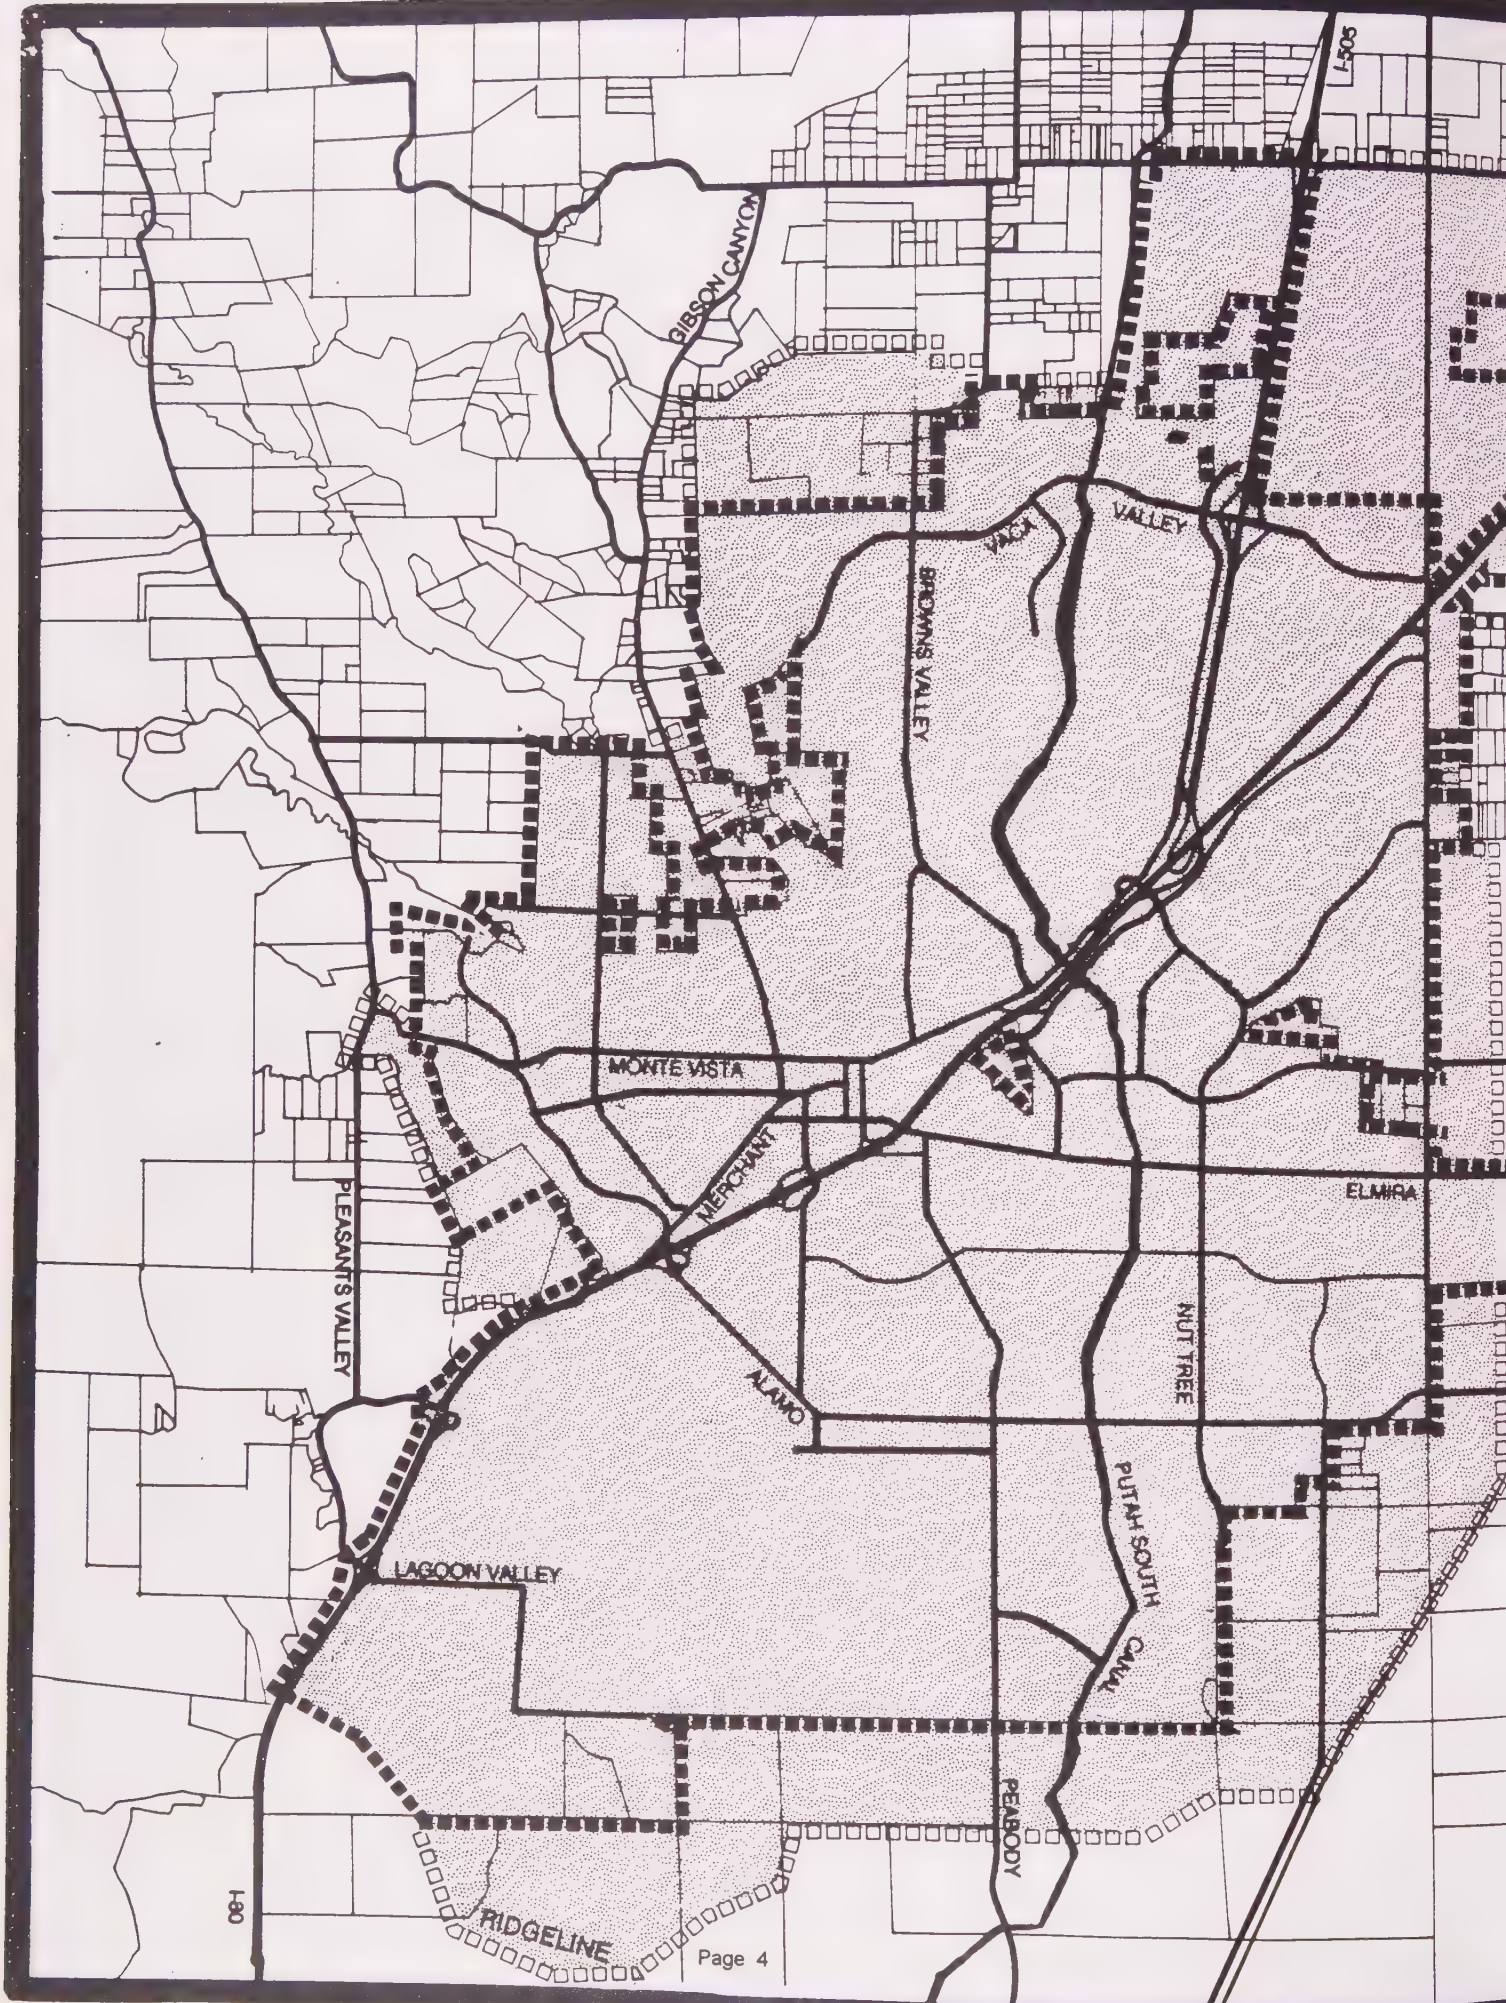 I-505
GIBSON CANYON
VACA
VALLEY
BROWNS VALLEY
MONTE VISTA
MERCHANT
ELMIRA
PLEASANTS VALLEY
NUT TREE
ALAMO
PUTAH SOUTH
CANAL
LAGOON VALLEY
PEABODY
I-80
RIDGELINE
Page 4